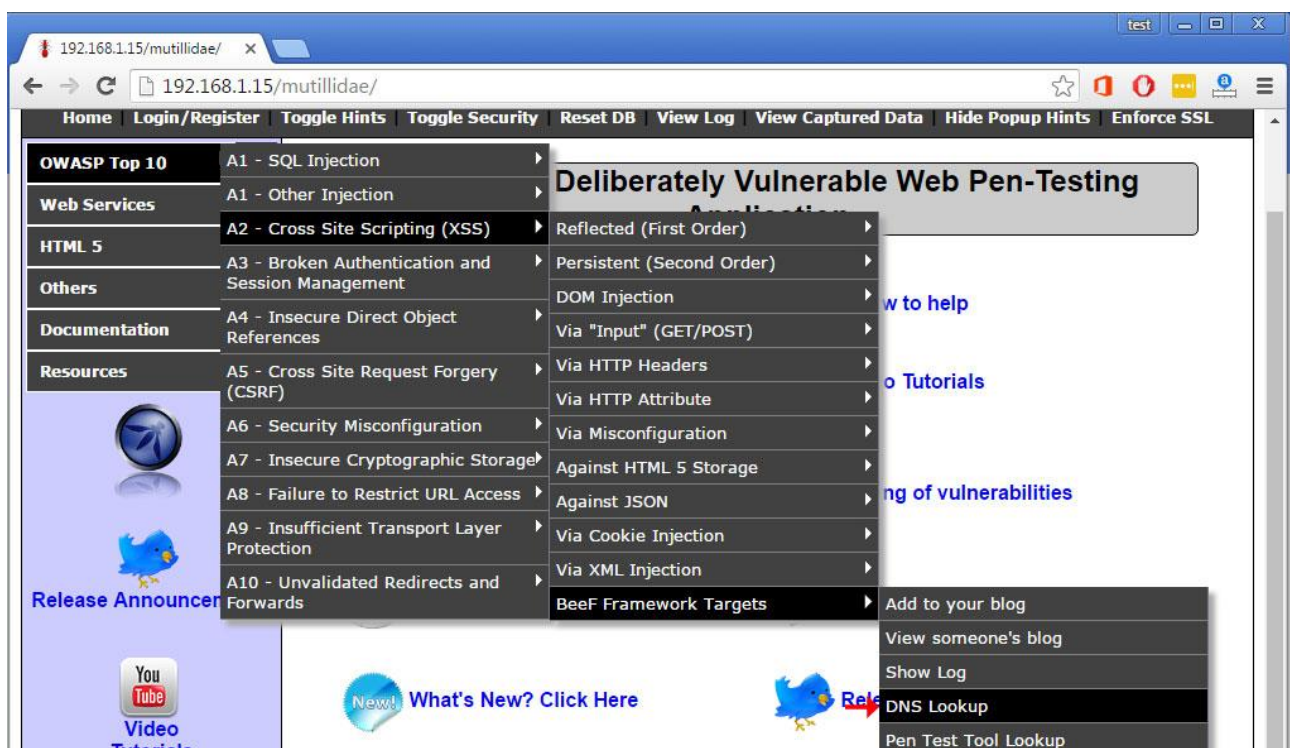 test
192.168.1.15/mutillidae/
192.168.1.15/mutillidae/
Home Login/Register Toggle Hints Toggle Security Reset DB View Log View Captured Data Hide Popup Hints Enforce SSL
OWASP Top 10
Web Services
HTML 5
Others
Documentation
Resources
A1 - SQL Injection
A1 - Other Injection
A2 - Cross Site Scripting (XSS)
A3 - Broken Authentication and
Session Management
A4 - Insecure Direct Object
References
A5 - Cross Site Request Forgery
(CSRF)
A6 - Security Misconfiguration
A7 - Insecure Cryptographic Storage
A8 - Failure to Restrict URL Access
A9 - Insufficient Transport Layer
Protection
A10 - Unvalidated Redirects and
Forwards
Reflected (First Order)
Persistent (Second Order)
DOM Injection
Via "Input" (GET/POST)
Via HTTP Headers
Via HTTP Attribute
Via Misconfiguration
Against HTML 5 Storage
Against JSON
Via Cookie Injection
Via XML Injection
BeeF Framework Targets
Add to your blog
View someone's blog
Show Log
DNS Lookup
Pen Test Tool Lookup
Deliberately Vulnerable Web Pen-Testing
w to help
o Tutorials
ng of vulnerabilities
Release Announcer
You
Tube
Video
New!
What's New? Click Here
Rele